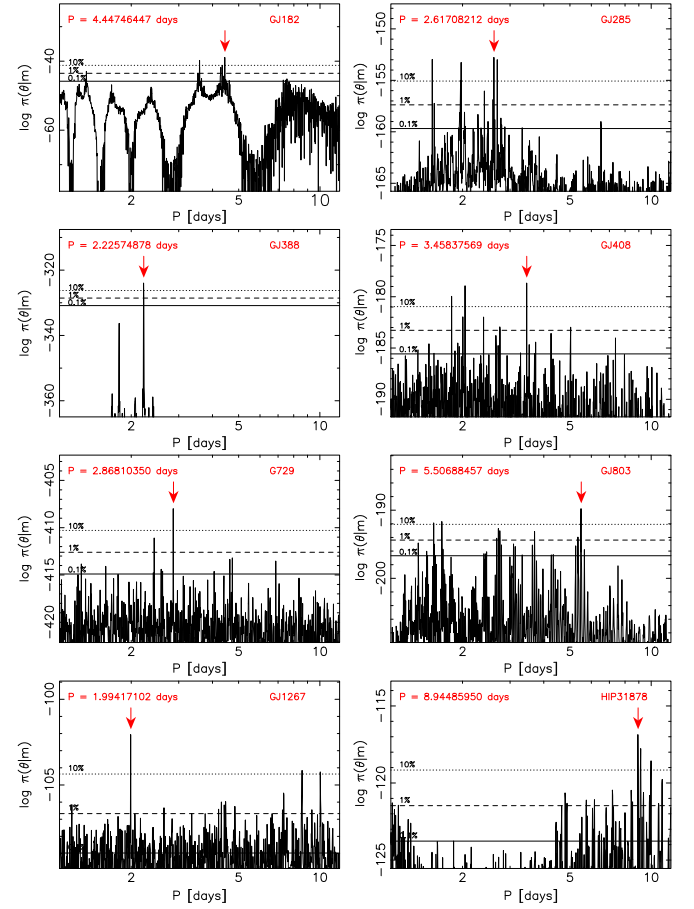 P = 4.44746447 days GJ182
10%
1%
0.1%
−40
−60
log π(θ|m)
2 5 10
P [days]
P = 2.61708212 days GJ285
10%
1%
0.1%
−150
−155
−160
−165
log π(θ|m)
2 5 10
P [days]
P = 2.22574878 days GJ388
10%
1%
0.1%
−320
−340
−360
log π(θ|m)
2 5 10
P [days]
P = 3.45837569 days GJ408
10%
1%
0.1%
−175
−180
−185
−190
log π(θ|m)
2 5 10
P [days]
P = 2.86810350 days G729
10%
1%
0.1%
−405
−410
−415
−420
log π(θ|m)
2 5 10
P [days]
P = 5.50688457 days GJ803
10%
1%
0.1%
−190
−200
log π(θ|m)
2 5 10
P [days]
P = 1.99417102 days GJ1267
10%
1%
−100
−105
log π(θ|m)
2 5 10
P [days]
P = 8.94485950 days HIP31878
10%
1%
−115
−120
−125
log π(θ|m)
2 5 10
P [days]